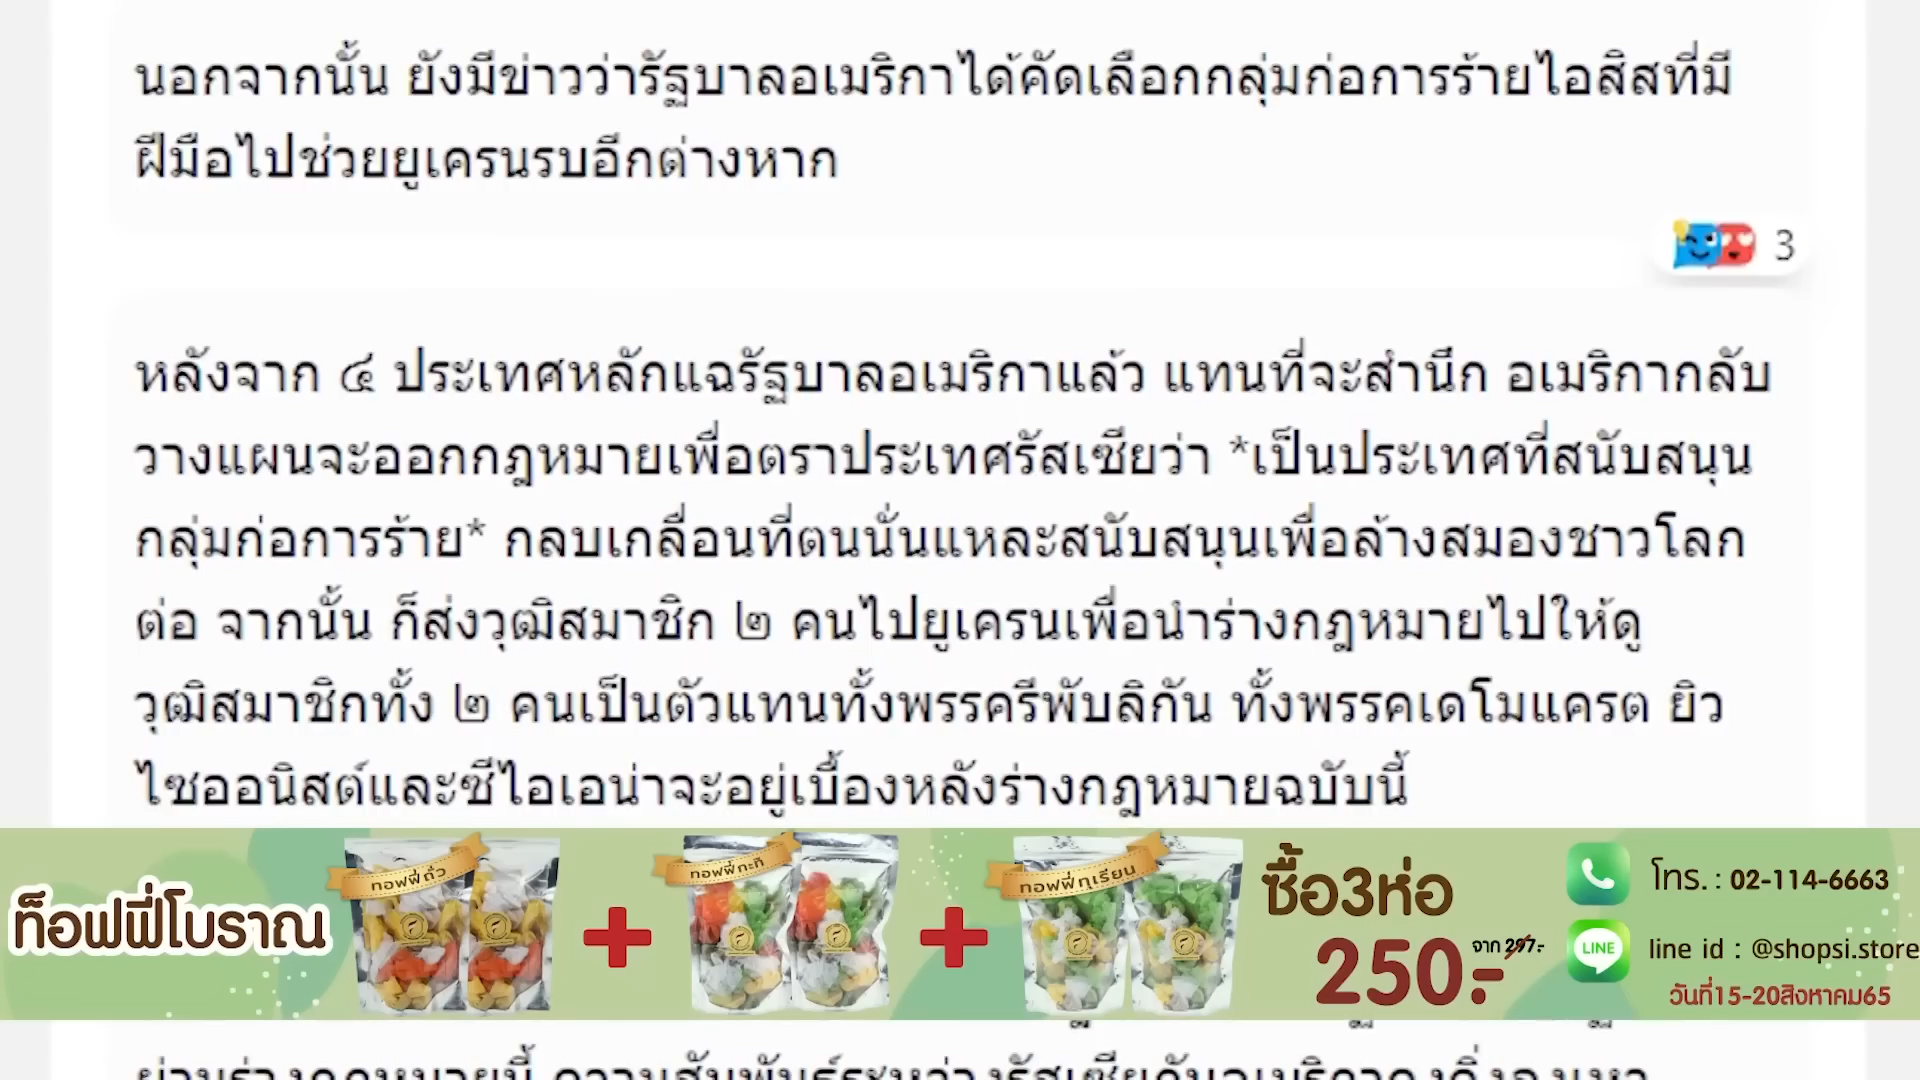 นอกจากนั้น ยังมีข่าวว่ารัฐบาลอเมริกาได้คัดเลือกกลุ่มก่อการร้ายไอสิสที่มี
ฝีมือไปช่วยยูเครนรบอีกต่างหาก
3
หลังจาก ๔ ประเทศหลักแฉรัฐบาลอเมริกาแล้ว แทนที่จะสำนึก อเมริกากลับ
วางแผนจะออกกฎหมายเพื่อตราประเทศรัสเซียว่า *เป็นประเทศที่สนับสนุน
กลุ่มก่อการร้าย* กลบเกลื่อนที่ตนนั่นแหละสนับสนุนเพื่อล้างสมองชาวโลก
ต่อ จากนั้น ก็ส่งวุฒิสมาชิก ๒ คนไปยูเครนเพื่อนำร่างกฎหมายไปให้ดู
วุฒิสมาชิกทั้ง ๒ คนเป็นตัวแทนทั้งพรรครีพับลิกัน ทั้งพรรคเดโมแครต ยิว
ไซออนิสต์และซีไอเอน่าจะอยู่เบื้องหลังร่างกฎหมายฉบับนี้
ท็อฟฟี่โบราณ
ทอฟฟี่ถั่ว
ทอฟฟี่กะทิ
ทอฟฟี่ทุเรียน
ซื้อ3ห่อ
250.-
จาก 297.-
โทร. : 02-114-6663
LINE
line id : @shopsi.store
วันที่15-20สิงหาคม65